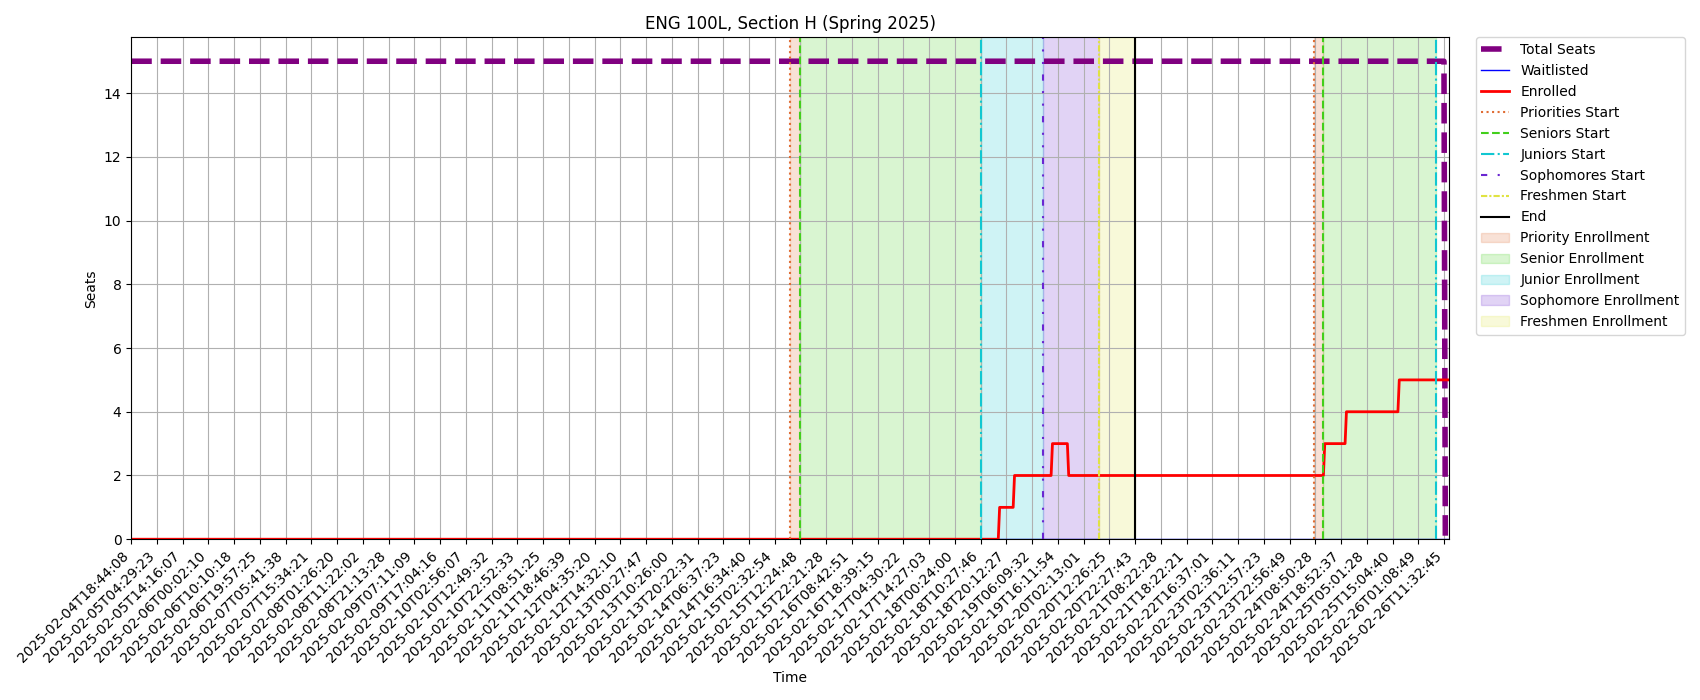 ENG 100L, Section H (Spring 2025)
Total Seats
Waitlisted
Enrolled
Priorities Start
Seniors Start
Juniors Start
Sophomores Start
Freshmen Start
End
Priority Enrollment
Senior Enrollment
Junior Enrollment
Sophomore Enrollment
Freshmen Enrollment
Seats
14
12
10
8
6
4
2
0
2025-02-04T18:44:08
2025-02-05T04:29:23
2025-02-05T14:16:07
2025-02-06T00:02:10
2025-02-06T10:10:18
2025-02-06T19:57:25
2025-02-07T05:41:38
2025-02-07T15:34:21
2025-02-08T01:26:20
2025-02-08T11:22:02
2025-02-08T21:13:28
2025-02-09T07:11:09
2025-02-09T17:04:16
2025-02-10T02:56:07
2025-02-10T12:49:32
2025-02-10T22:52:33
2025-02-11T08:51:25
2025-02-11T18:46:39
2025-02-12T04:35:20
2025-02-12T14:32:10
2025-02-13T00:27:47
2025-02-13T10:26:00
2025-02-13T20:22:31
2025-02-14T06:37:23
2025-02-14T16:34:40
2025-02-15T02:32:54
2025-02-15T12:24:48
2025-02-15T22:21:28
2025-02-16T08:42:51
2025-02-16T18:39:15
2025-02-17T04:30:22
2025-02-17T14:27:03
2025-02-18T00:24:00
2025-02-18T10:27:46
2025-02-18T20:12:27
2025-02-19T06:09:32
2025-02-19T16:11:54
2025-02-20T02:13:01
2025-02-20T12:26:25
2025-02-20T22:27:43
2025-02-21T08:22:28
2025-02-21T18:22:21
2025-02-22T16:37:01
2025-02-23T02:36:11
2025-02-23T12:57:23
2025-02-23T22:56:49
2025-02-24T08:50:28
2025-02-24T18:52:37
2025-02-25T05:01:28
2025-02-25T15:04:40
2025-02-26T01:08:49
2025-02-26T11:32:45
Time